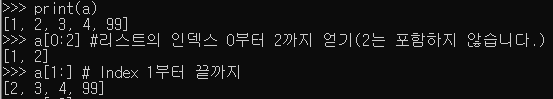 >>> print(a)
[1, 2, 3, 4, 99]
>>> a[0:2] #리스트의 인덱스 0부터 2까지 얻기(2는 포함하지 않습니다.)
[1, 2]
>>> a[1:] # Index 1부터 끝까지
[2, 3, 4, 99]